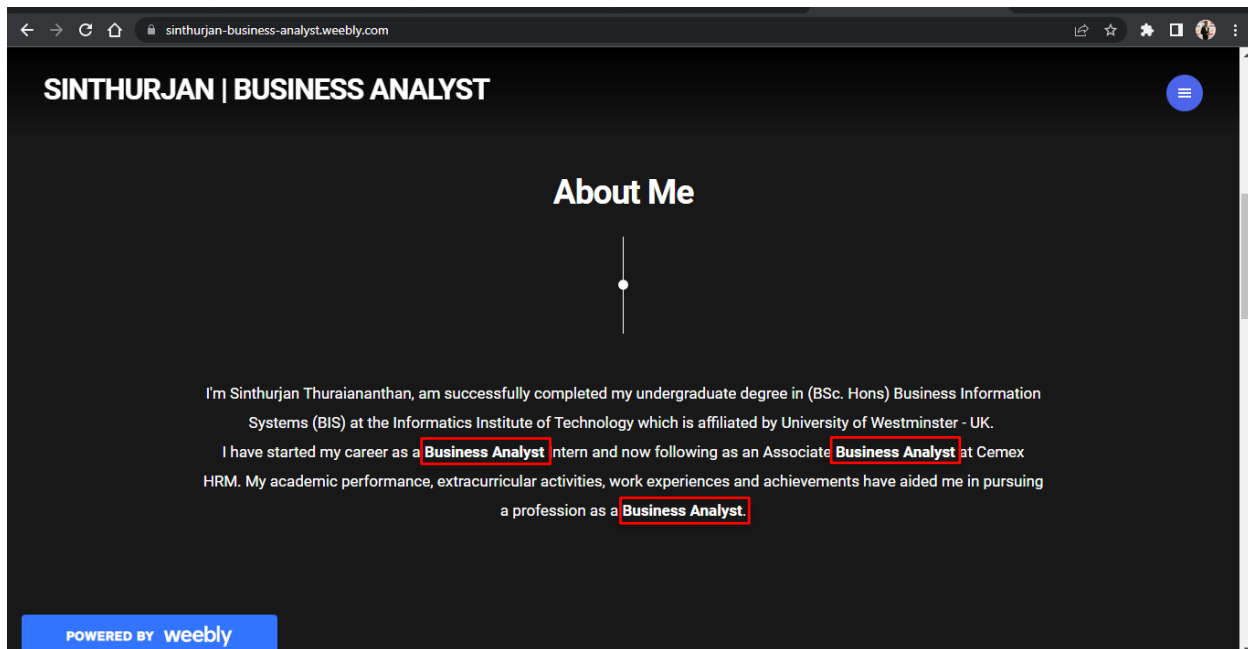 sinthurjan-business-analyst.weebly.com
SINTHURJAN | BUSINESS ANALYST
About Me
I'm Sinthurjan Thuraiananthan, am successfully completed my undergraduate degree in (BSc. Hons) Business Information
Systems (BIS) at the Informatics Institute of Technology which is affiliated by University of Westminster - UK.
I have started my career as a Business Analyst intern and now following as an Associate Business Analyst at Cemex
HRM. My academic performance, extracurricular activities, work experiences and achievements have aided me in pursuing
a profession as a Business Analyst.
POWERED BY weebly